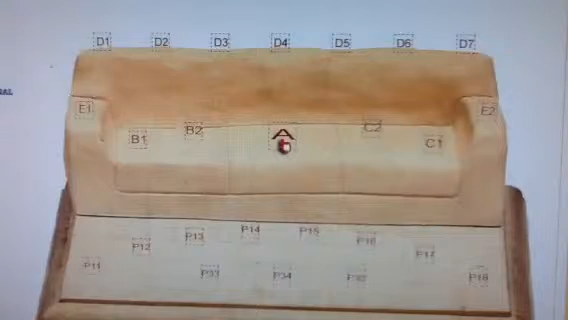 D1 D2 D3 D4 D5 D6 D7
E1 E2
B1 B2 A C2 C1
P11 P12 P13 P14 P15 P16 P17 P18
P33 P34